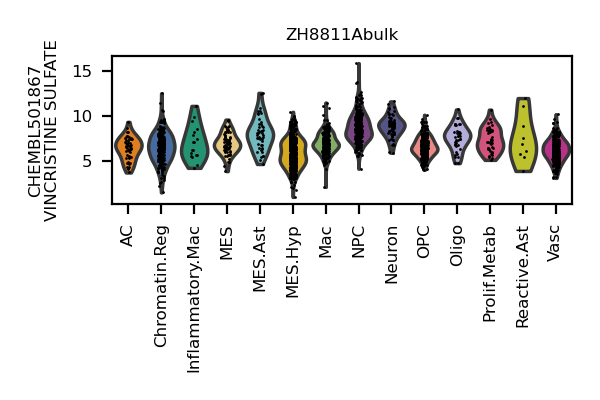 ZH8811Abulk
CHEMBL501867
VINCRISTINE SULFATE
15
10
5
AC
Chromatin.Reg
Inflammatory.Mac
MES
MES.Ast
MES.Hyp
Mac
NPC
Neuron
OPC
Oligo
Prolif.Metab
Reactive.Ast
Vasc